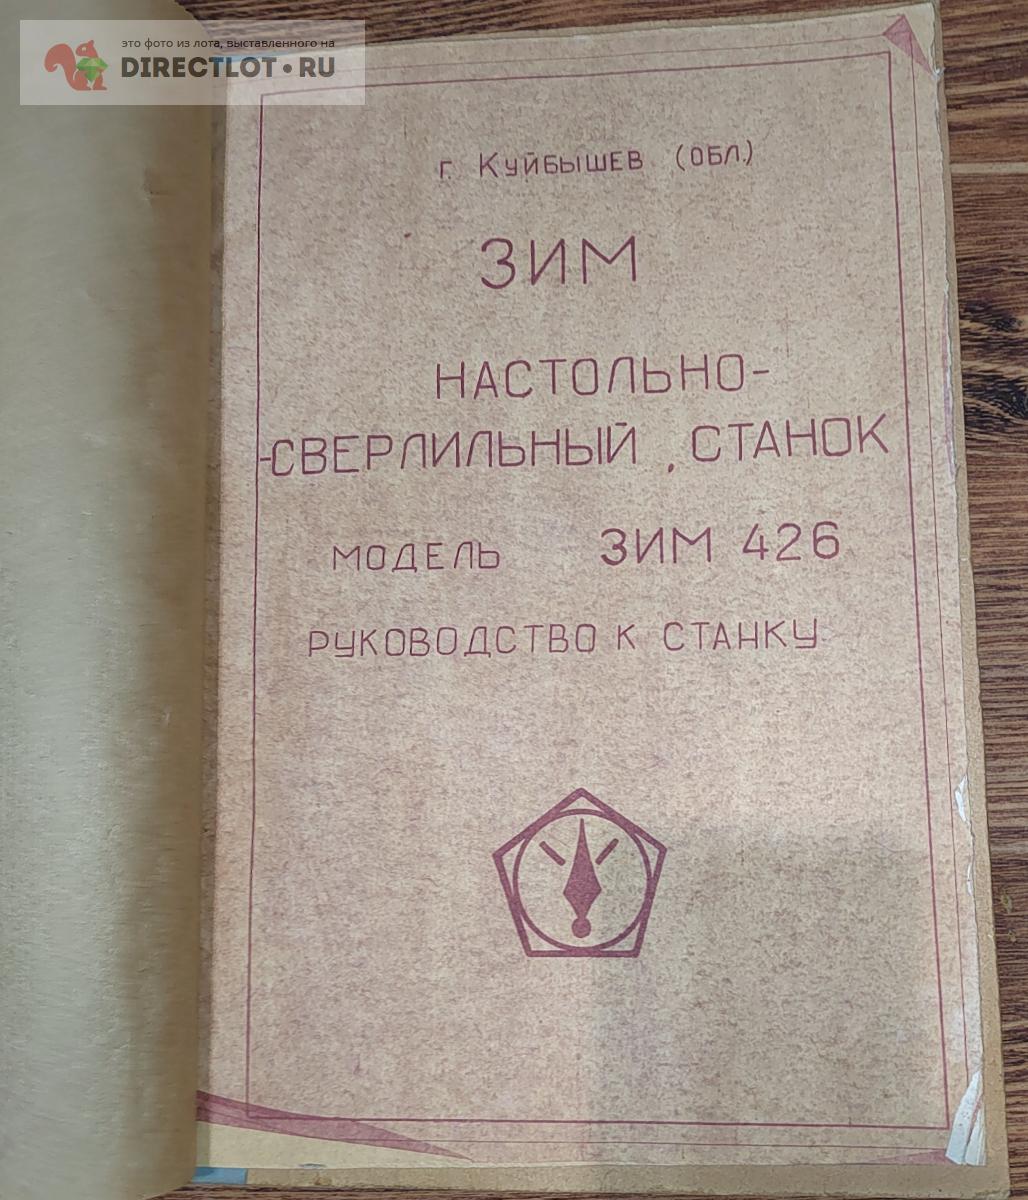 это фото из лота, выставленного на
DIRECTLOT.RU
г. Куйбышев (обл.)
ЗИМ
НАСТОЛЬНО-
-СВЕРЛИЛЬНЫЙ , СТАНОК
МОДЕЛЬ ЗИМ 426
РУКОВОДСТВО К СТАНКУ